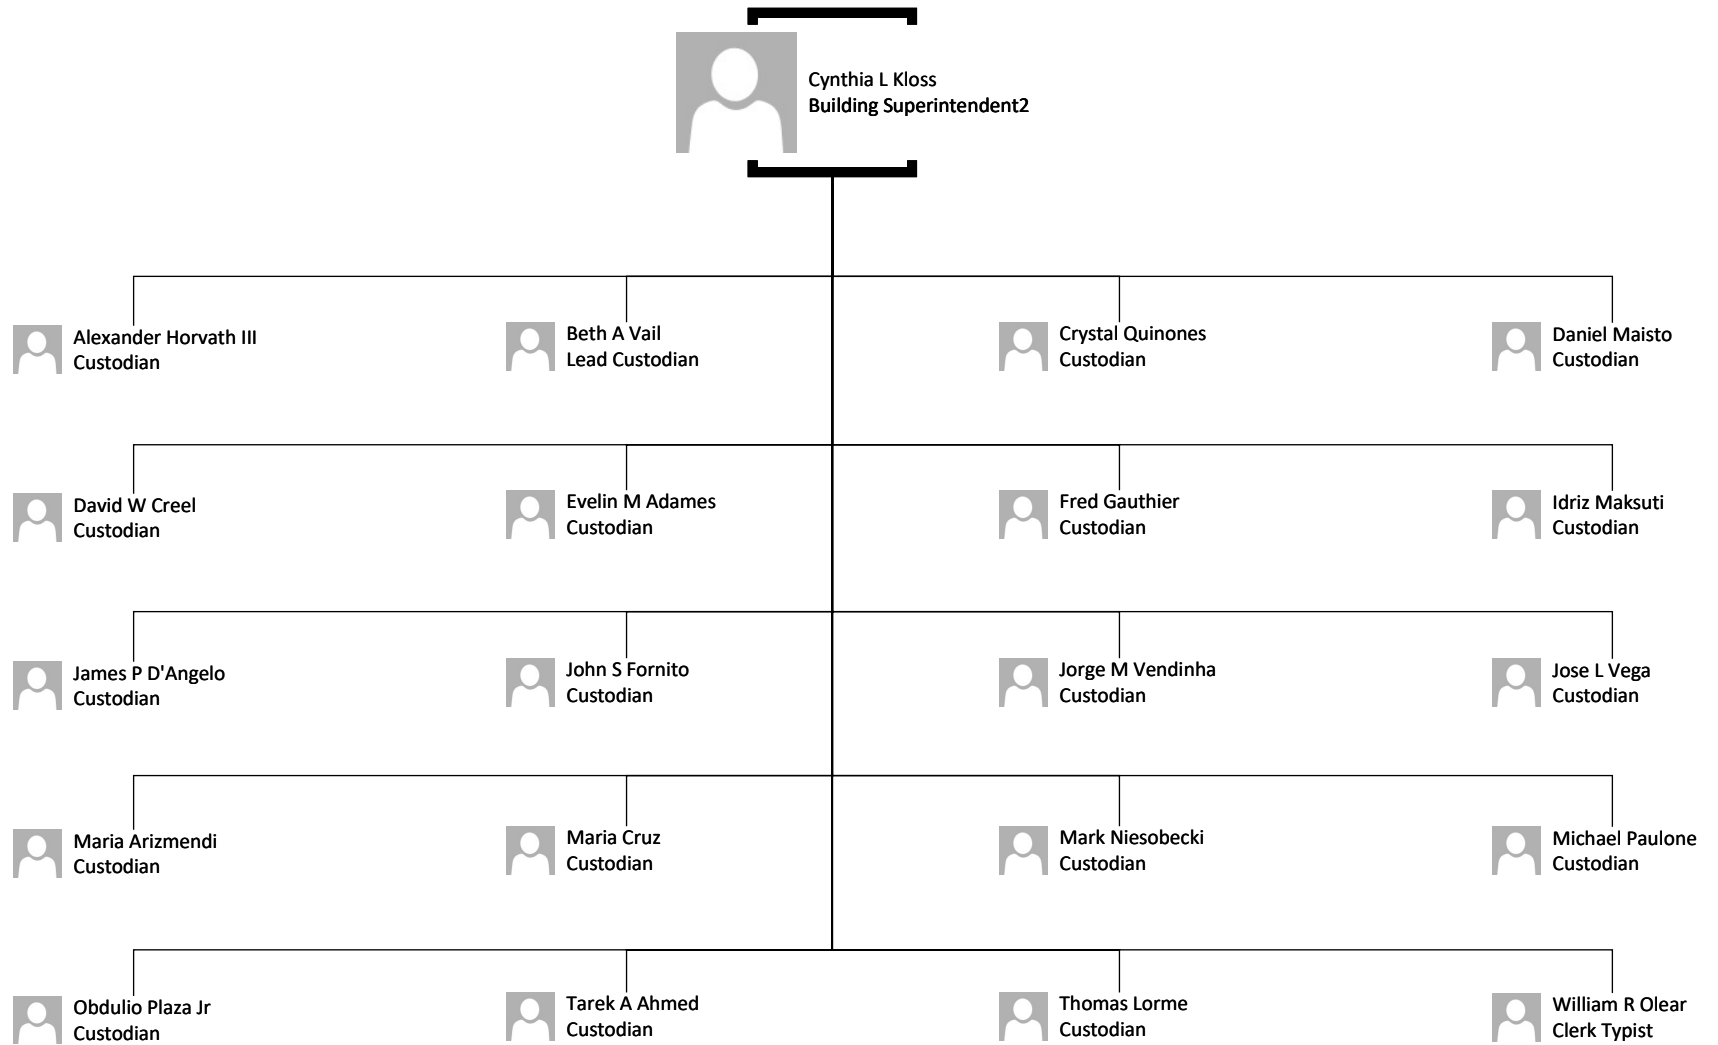 Cynthia L Kloss
Building Superintendent2
Alexander Horvath III
Custodian
Beth A Vail
Lead Custodian
Crystal Quinones
Custodian
Daniel Maisto
Custodian
David W Creel
Custodian
Evelin M Adames
Custodian
Fred Gauthier
Custodian
Idriz Maksuti
Custodian
James P D'Angelo
Custodian
John S Fornito
Custodian
Jorge M Vendinha
Custodian
Jose L Vega
Custodian
Maria Arizmendi
Custodian
Maria Cruz
Custodian
Mark Niesobecki
Custodian
Michael Paulone
Custodian
Obdulio Plaza Jr
Custodian
Tarek A Ahmed
Custodian
Thomas Lorme
Custodian
William R Olear
Clerk Typist